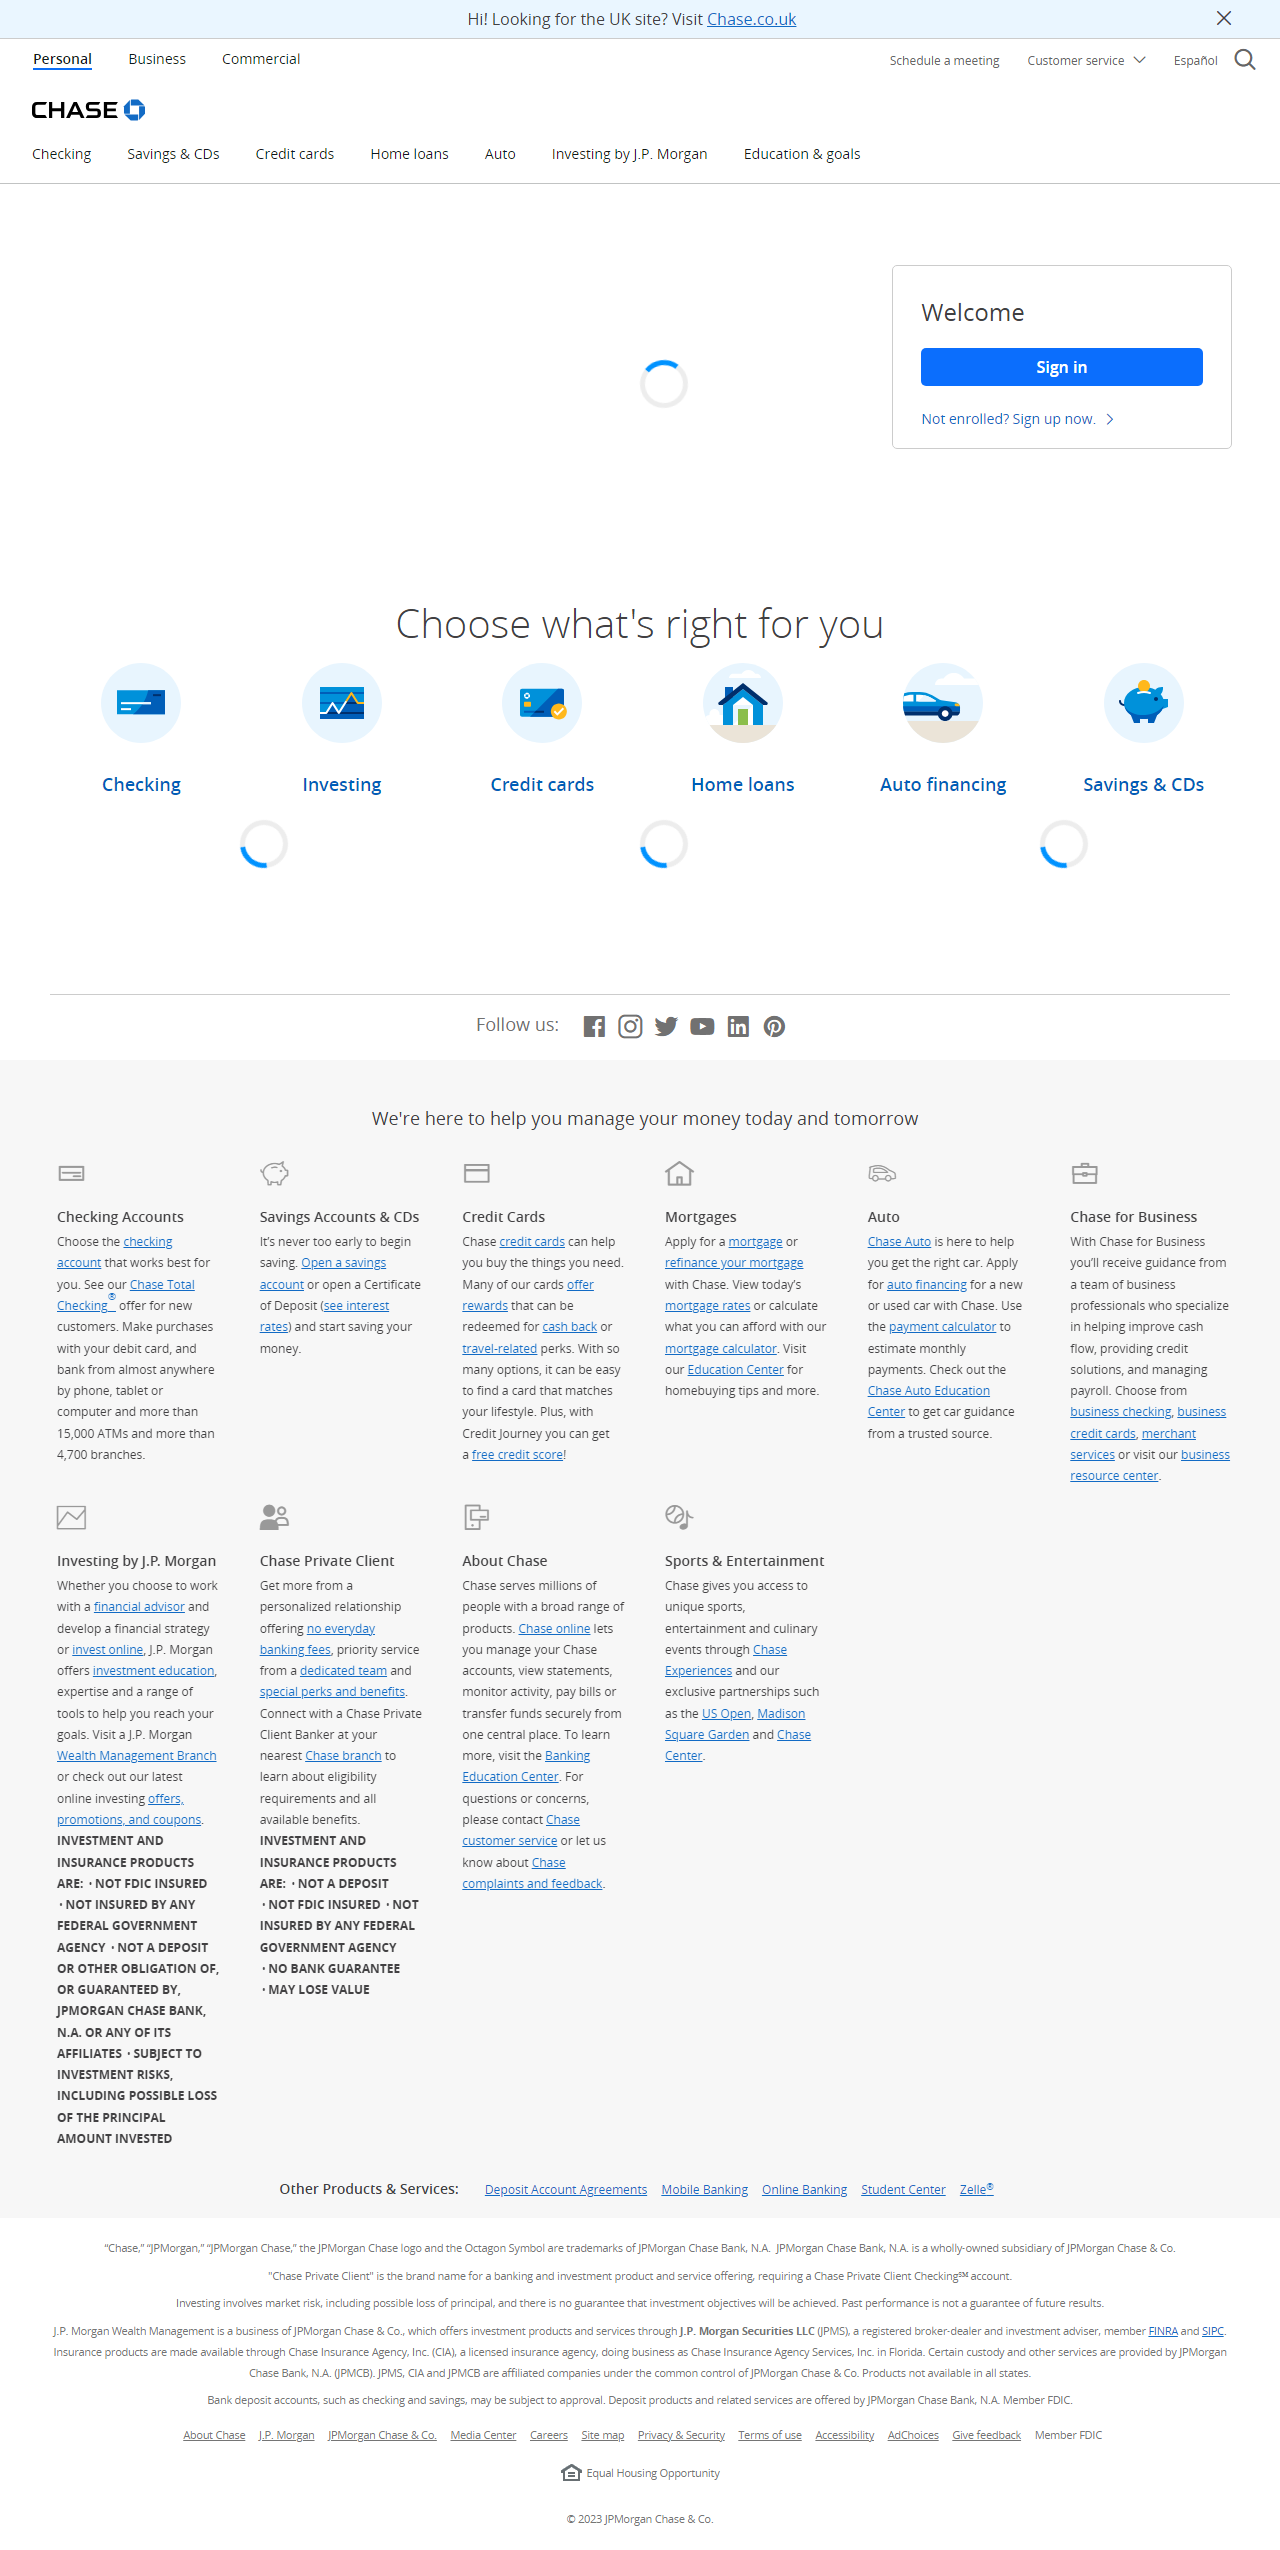 Hi! Looking for the UK site? Visit Chase.co.uk
Personal Business Commercial
Schedule a meeting Customer service Español
CHASE
Checking Savings & CDs Credit cards Home loans Auto Investing by J.P. Morgan Education & goals
Welcome
Sign in
Not enrolled? Sign up now.
Choose what's right for you
Checking Investing Credit cards Home loans Auto financing Savings & CDs
Follow us:
We're here to help you manage your money today and tomorrow
Checking Accounts
Choose the checking
account that works best for
you. See our Chase Total
Checking® offer for new
customers. Make purchases
with your debit card, and
bank from almost anywhere
by phone, tablet or
computer and more than
15,000 ATMs and more than
4,700 branches.
Savings Accounts & CDs
It’s never too early to begin
saving. Open a savings
account or open a Certificate
of Deposit (see interest
rates) and start saving your
money.
Credit Cards
Chase credit cards can help
you buy the things you need.
Many of our cards offer
rewards that can be
redeemed for cash back or
travel-related perks. With so
many options, it can be easy
to find a card that matches
your lifestyle. Plus, with
Credit Journey you can get
a free credit score!
Mortgages
Apply for a mortgage or
refinance your mortgage
with Chase. View today’s
mortgage rates or calculate
what you can afford with our
mortgage calculator. Visit
our Education Center for
homebuying tips and more.
Auto
Chase Auto is here to help
you get the right car. Apply
for auto financing for a new
or used car with Chase. Use
the payment calculator to
estimate monthly
payments. Check out the
Chase Auto Education
Center to get car guidance
from a trusted source.
Chase for Business
With Chase for Business
you’ll receive guidance from
a team of business
professionals who specialize
in helping improve cash
flow, providing credit
solutions, and managing
payroll. Choose from
business checking, business
credit cards, merchant
services or visit our business
resource center.
Investing by J.P. Morgan
Whether you choose to work
with a financial advisor and
develop a financial strategy
or invest online, J.P. Morgan
offers investment education,
expertise and a range of
tools to help you reach your
goals. Visit a J.P. Morgan
Wealth Management Branch
or check out our latest
online investing offers,
promotions, and coupons.
INVESTMENT AND
INSURANCE PRODUCTS
ARE: · NOT FDIC INSURED
· NOT INSURED BY ANY
FEDERAL GOVERNMENT
AGENCY · NOT A DEPOSIT
OR OTHER OBLIGATION OF,
OR GUARANTEED BY,
JPMORGAN CHASE BANK,
N.A. OR ANY OF ITS
AFFILIATES · SUBJECT TO
INVESTMENT RISKS,
INCLUDING POSSIBLE LOSS
OF THE PRINCIPAL
AMOUNT INVESTED
Chase Private Client
Get more from a
personalized relationship
offering no everyday
banking fees, priority service
from a dedicated team and
special perks and benefits.
Connect with a Chase Private
Client Banker at your
nearest Chase branch to
learn about eligibility
requirements and all
available benefits.
INVESTMENT AND
INSURANCE PRODUCTS
ARE: · NOT A DEPOSIT
· NOT FDIC INSURED · NOT
INSURED BY ANY FEDERAL
GOVERNMENT AGENCY
· NO BANK GUARANTEE
· MAY LOSE VALUE
About Chase
Chase serves millions of
people with a broad range of
products. Chase online lets
you manage your Chase
accounts, view statements,
monitor activity, pay bills or
transfer funds securely from
one central place. To learn
more, visit the Banking
Education Center. For
questions or concerns,
please contact Chase
customer service or let us
know about Chase
complaints and feedback.
Sports & Entertainment
Chase gives you access to
unique sports,
entertainment and culinary
events through Chase
Experiences and our
exclusive partnerships such
as the US Open, Madison
Square Garden and Chase
Center.
Other Products & Services: Deposit Account Agreements Mobile Banking Online Banking Student Center Zelle®
“Chase,” “JPMorgan,” “JPMorgan Chase,” the JPMorgan Chase logo and the Octagon Symbol are trademarks of JPMorgan Chase Bank, N.A. JPMorgan Chase Bank, N.A. is a wholly-owned subsidiary of JPMorgan Chase & Co.
"Chase Private Client" is the brand name for a banking and investment product and service offering, requiring a Chase Private Client Checking℠ account.
Investing involves market risk, including possible loss of principal, and there is no guarantee that investment objectives will be achieved. Past performance is not a guarantee of future results.
J.P. Morgan Wealth Management is a business of JPMorgan Chase & Co., which offers investment products and services through J.P. Morgan Securities LLC (JPMS), a registered broker-dealer and investment adviser, member FINRA and SIPC.
Insurance products are made available through Chase Insurance Agency, Inc. (CIA), a licensed insurance agency, doing business as Chase Insurance Agency Services, Inc. in Florida. Certain custody and other services are provided by JPMorgan
Chase Bank, N.A. (JPMCB). JPMS, CIA and JPMCB are affiliated companies under the common control of JPMorgan Chase & Co. Products not available in all states.
Bank deposit accounts, such as checking and savings, may be subject to approval. Deposit products and related services are offered by JPMorgan Chase Bank, N.A. Member FDIC.
About Chase J.P. Morgan JPMorgan Chase & Co. Media Center Careers Site map Privacy & Security Terms of use Accessibility AdChoices Give feedback Member FDIC
Equal Housing Opportunity
© 2023 JPMorgan Chase & Co.